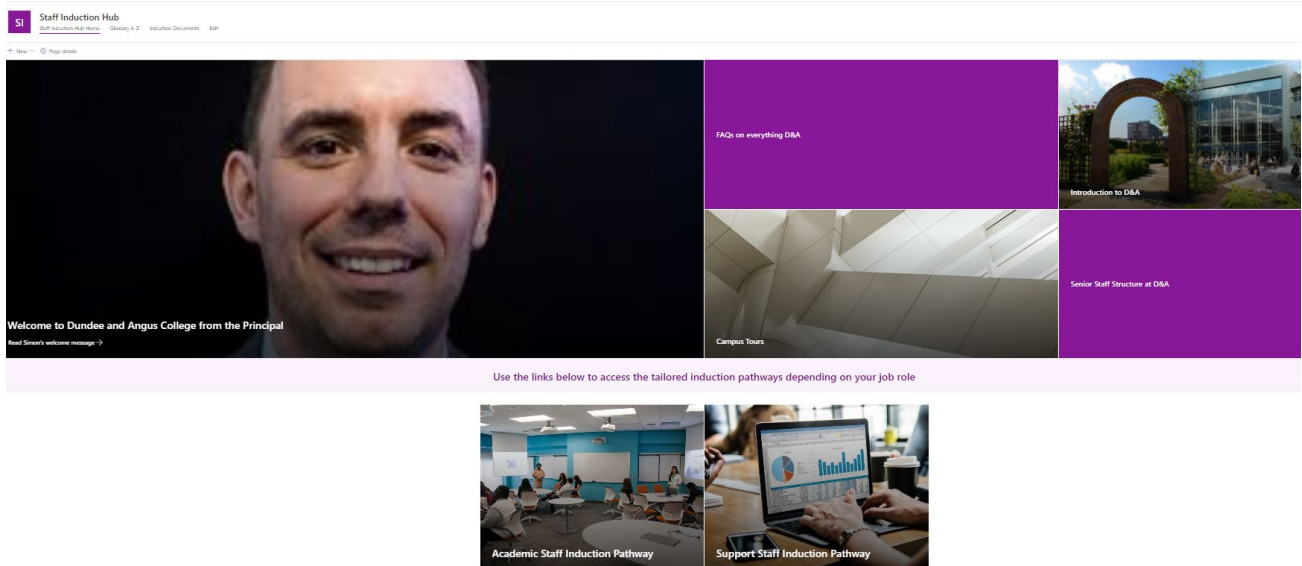 SI
Staff Induction Hub
Staff Induction Hub Home Glossary A-Z Induction Documents Edit
+ New Page details
Welcome to Dundee and Angus College from the Principal
Read Simon's welcome message →
FAQs on everything D&A
Introduction to D&A
Campus Tours
Senior Staff Structure at D&A
Use the links below to access the tailored induction pathways depending on your job role
Academic Staff Induction Pathway
Support Staff Induction Pathway